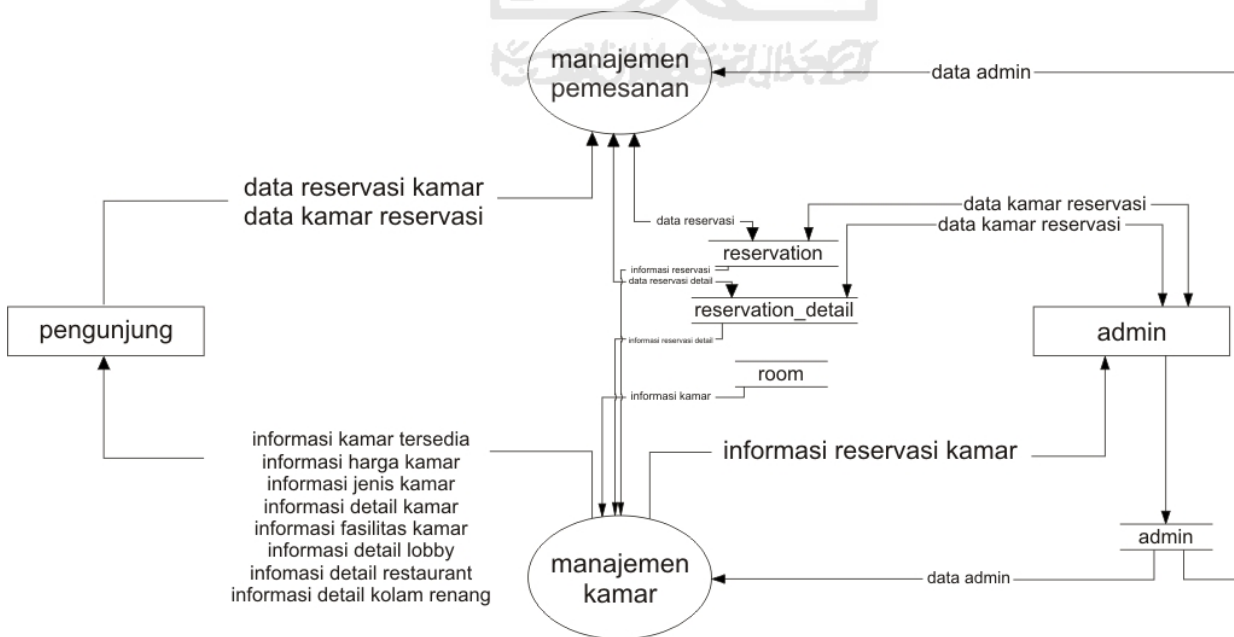 manajemen
pemesanan
data admin
data reservasi kamar
data kamar reservasi
data kamar reservasi
data kamar reservasi
data reservasi
reservation
informasi reservasi
data reservasi detail
reservation_detail
pengunjung
admin
informasi reservasi detail
room
informasi kamar
informasi kamar tersedia
informasi harga kamar
informasi jenis kamar
informasi detail kamar
informasi fasilitas kamar
informasi detail lobby
infomasi detail restaurant
informasi detail kolam renang
informasi reservasi kamar
admin
manajemen
kamar
data admin